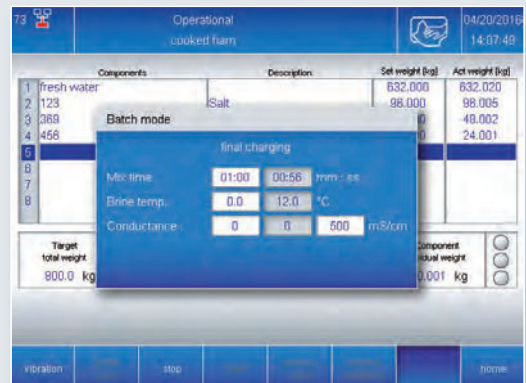 73 Operational 04/20/2016
cooked ham 14:07:49
Components Description Set weight [kg] Act weight [kg]
1 fresh water 632.000 632.020
2 123 Salt 98.000 98.005
3 369 0 49.002
4 456 0 24.001
5
6
7
8
Batch mode
final charging
Mix time 01:00 00:56 mm : ss
Brine temp. 0.0 12.0 °C
Conductance 0 0 500 mS/cm
Target
total weight
800.0 kg
weight
0.001 kg
vibration stop home